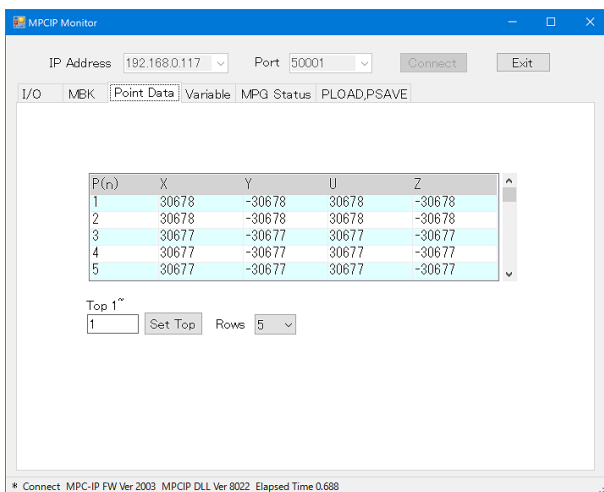 MPCIP Monitor
IP Address 192.168.0.117 Port 50001 Connect Exit
I/O MBK Point Data Variable MPG Status PLOAD,PSAVE
P(n) X Y U Z
1 30678 -30678 30678 -30678
2 30678 -30678 30678 -30678
3 30677 -30677 30677 -30677
4 30677 -30677 30677 -30677
5 30677 -30677 30677 -30677
Top 1~
1 Set Top Rows 5
* Connect MPC-IP FW Ver 2003 MPCIP DLL Ver 8022 Elapsed Time 0.688